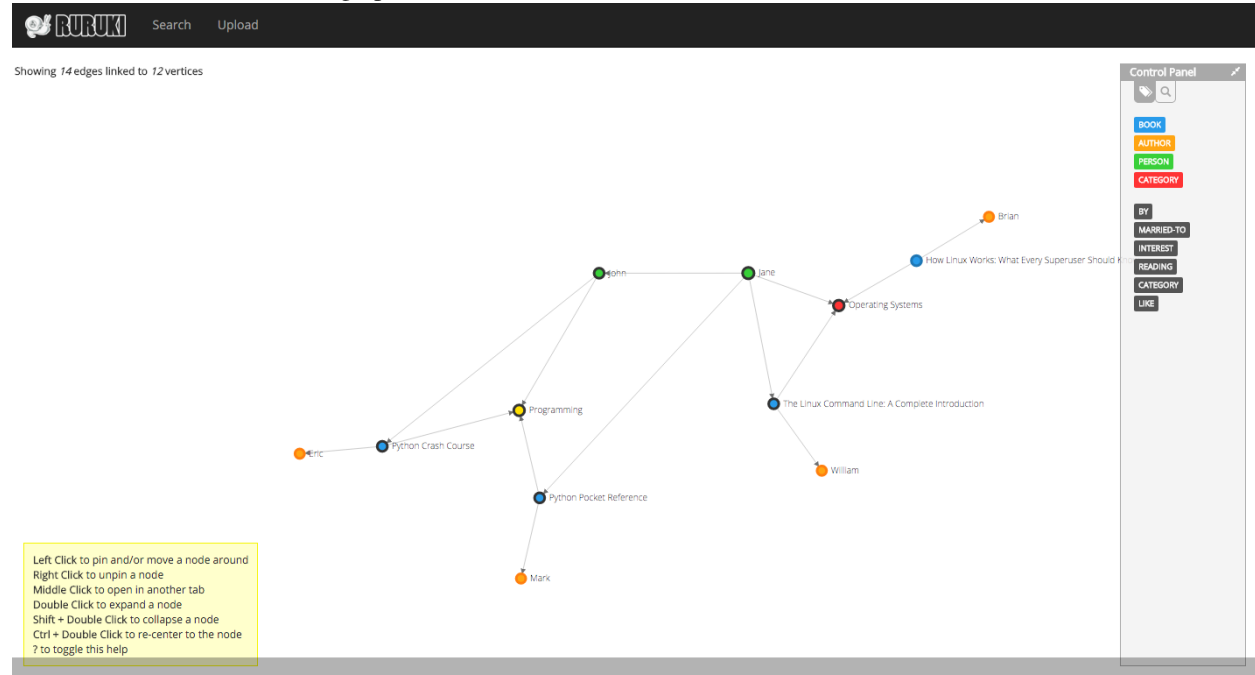 RURUKI Search Upload
Showing 14 edges linked to 12 vertices
Control Panel
BOOK
AUTHOR
PERSON
CATEGORY
BY
MARRIED-TO
INTEREST
READING
CATEGORY
LIKE
Brian
How Linux Works: What Every Superuser Should
John
Jane
Operating Systems
Programming
The Linux Command Line: A Complete Introduction
Python Crash Course
Eric
William
Python Pocket Reference
Mark
Left Click to pin and/or move a node around
Right Click to unpin a node
Middle Click to open in another tab
Double Click to expand a node
Shift + Double Click to collapse a node
Ctrl + Double Click to re-center to the node
? to toggle this help